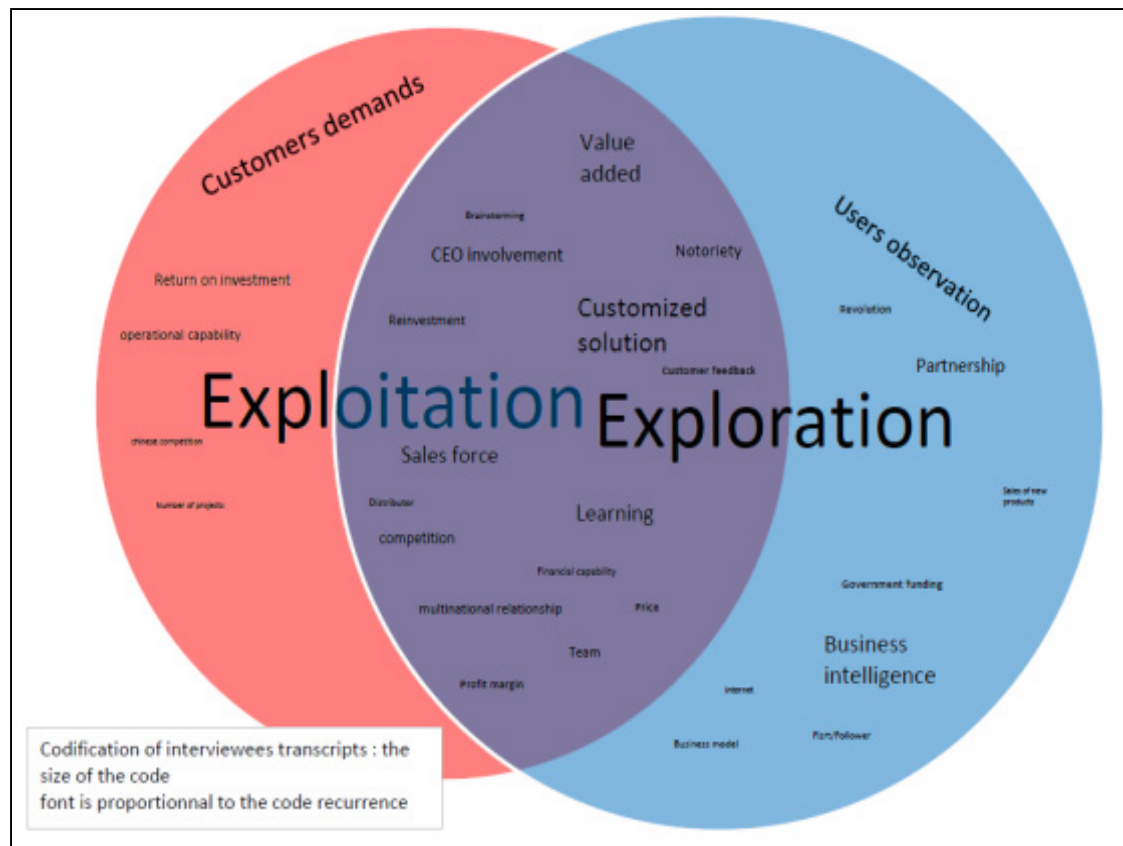 Customers demands
Value
added
Brainstorming
CEO involvement
Notoriety
Users observation
Return on investment
Reinvestment
Customized
solution
Revolution
operational capability
Customer feedback
Partnership
Exploitation
Exploration
chinese competition
Sales force
Number of projects
Distributor
Learning
Sales of new
products
competition
Financial capability
Government funding
multinational relationship
Price
Team
Business
intelligence
Profit margin
Internet
Business model
Codification of interviewees transcripts : the
size of the code
font is proportionnal to the code recurrence